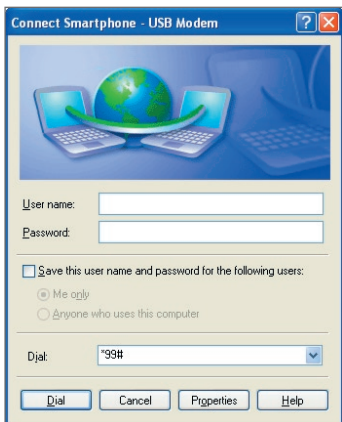 Connect Smartphone - USB Modem
User name:
Password:
Save this user name and password for the following users:
Me only
Anyone who uses this computer
Dial:
*99#
Dial
Cancel
Properties
Help